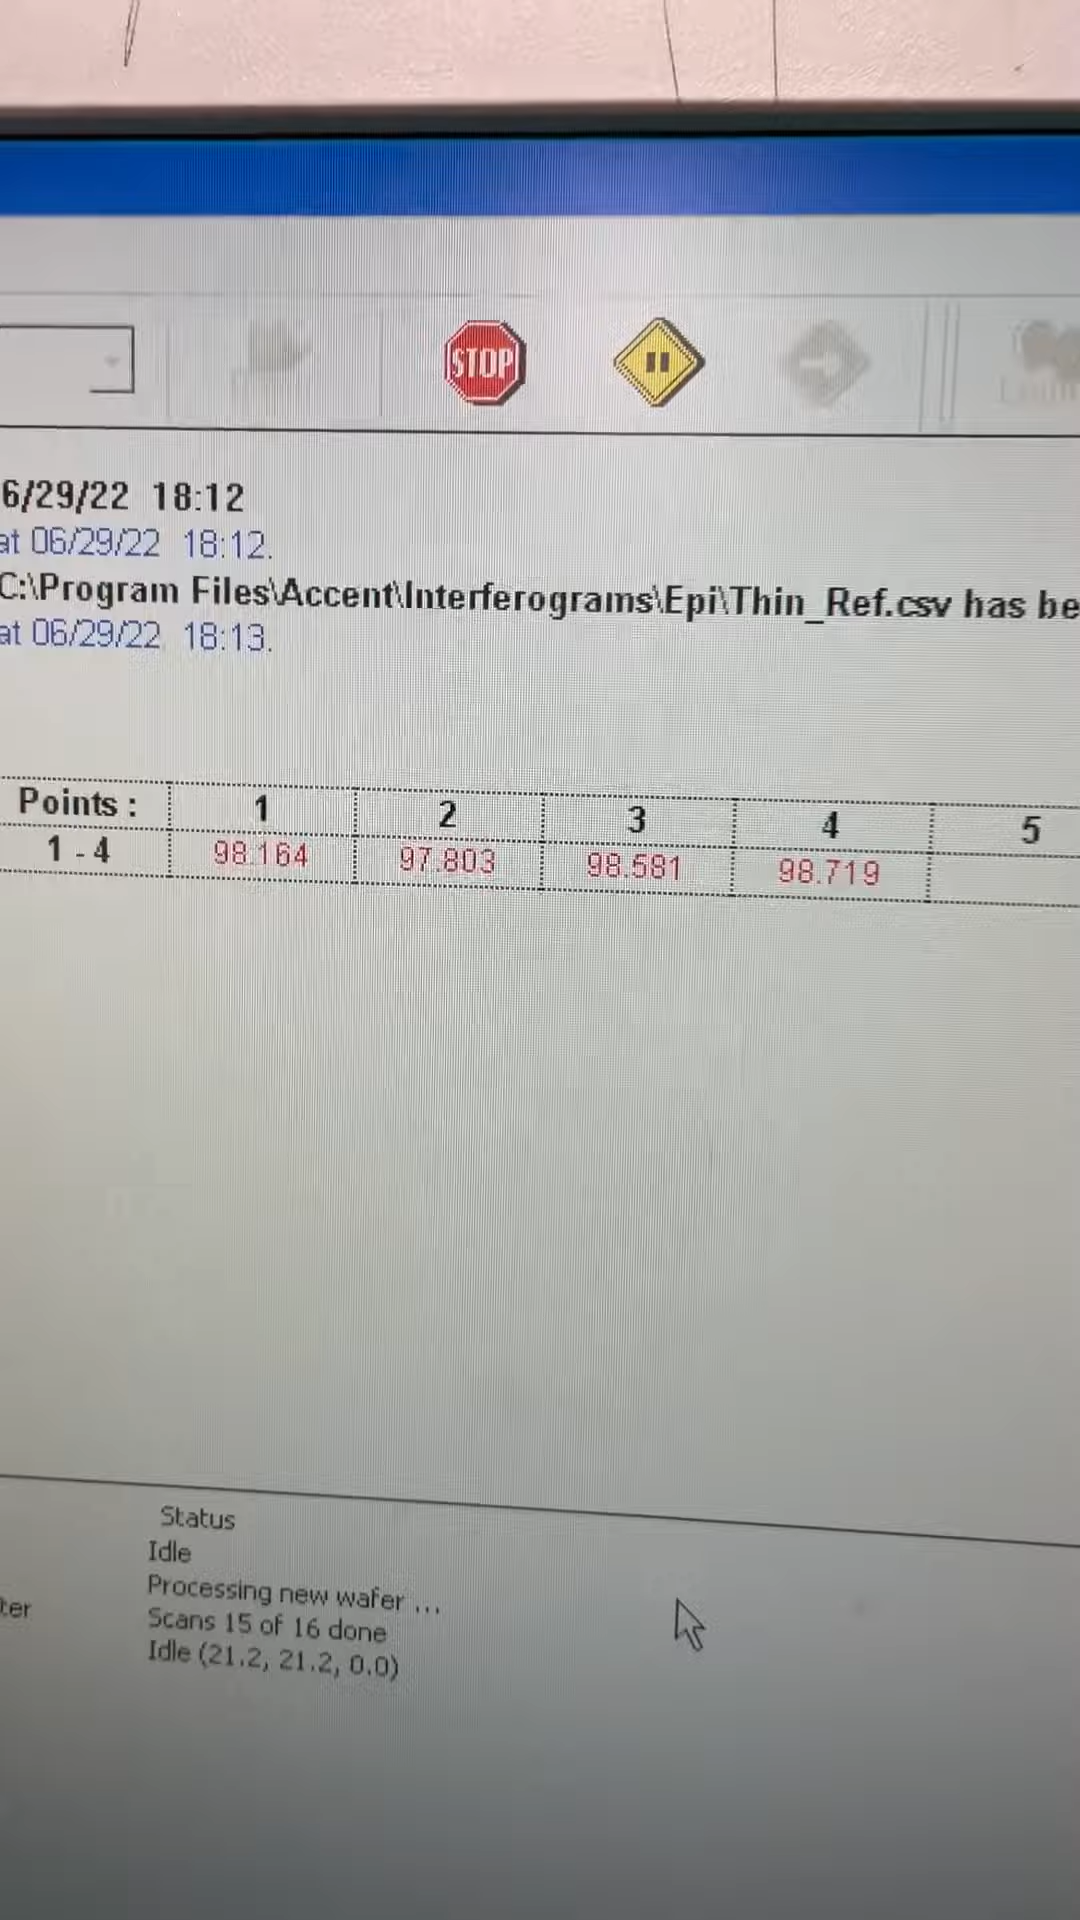 STOP
6/29/22 18:12
at 06/29/22 18:12.
C:\Program Files\Accent\Interferograms\Epi\Thin_Ref.csv has be
at 06/29/22 18:13.
Points : 1 2 3 4 5
1 - 4 98.164 97.803 98.581 98.719
Status
Idle
Processing new wafer ...
ter Scans 15 of 16 done
Idle (21.2, 21.2, 0.0)